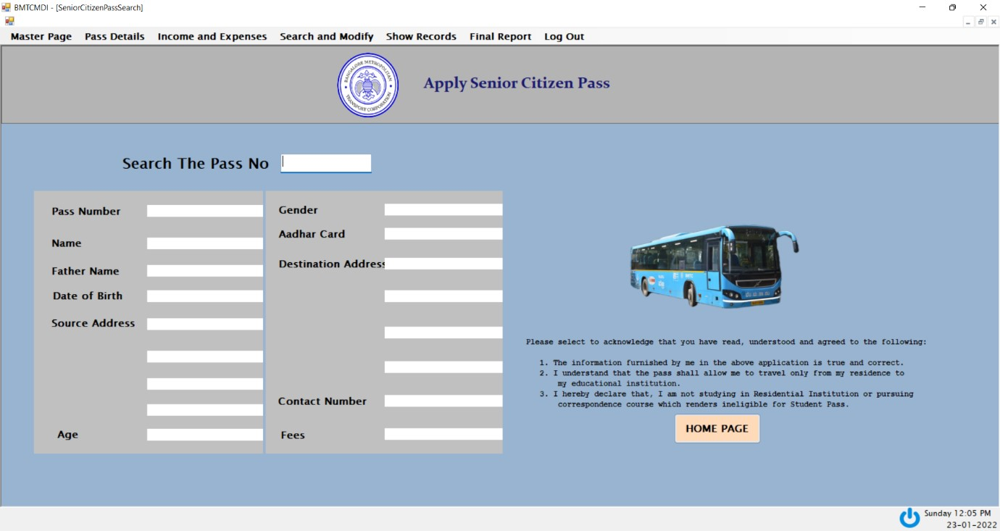 BMTCMDI - [SeniorCitizenPassSearch]
Master Page Pass Details Income and Expenses Search and Modify Show Records Final Report Log Out
BANGALORE METROPOLITAN
TRANSPORT CORPORATION
Apply Senior Citizen Pass
Search The Pass No
Pass Number
Name
Father Name
Date of Birth
Source Address
Age
Gender
Aadhar Card
Destination Address
Contact Number
Fees
Please select to acknowledge that you have read, understood and agreed to the following:
1. The information furnished by me in the above application is true and correct.
2. I understand that the pass shall allow me to travel only from my residence to
my educational institution.
3. I hereby declare that, I am not studying in Residential Institution or pursuing
correspondence course which renders ineligible for Student Pass.
HOME PAGE
Sunday 12:05 PM
23-01-2022